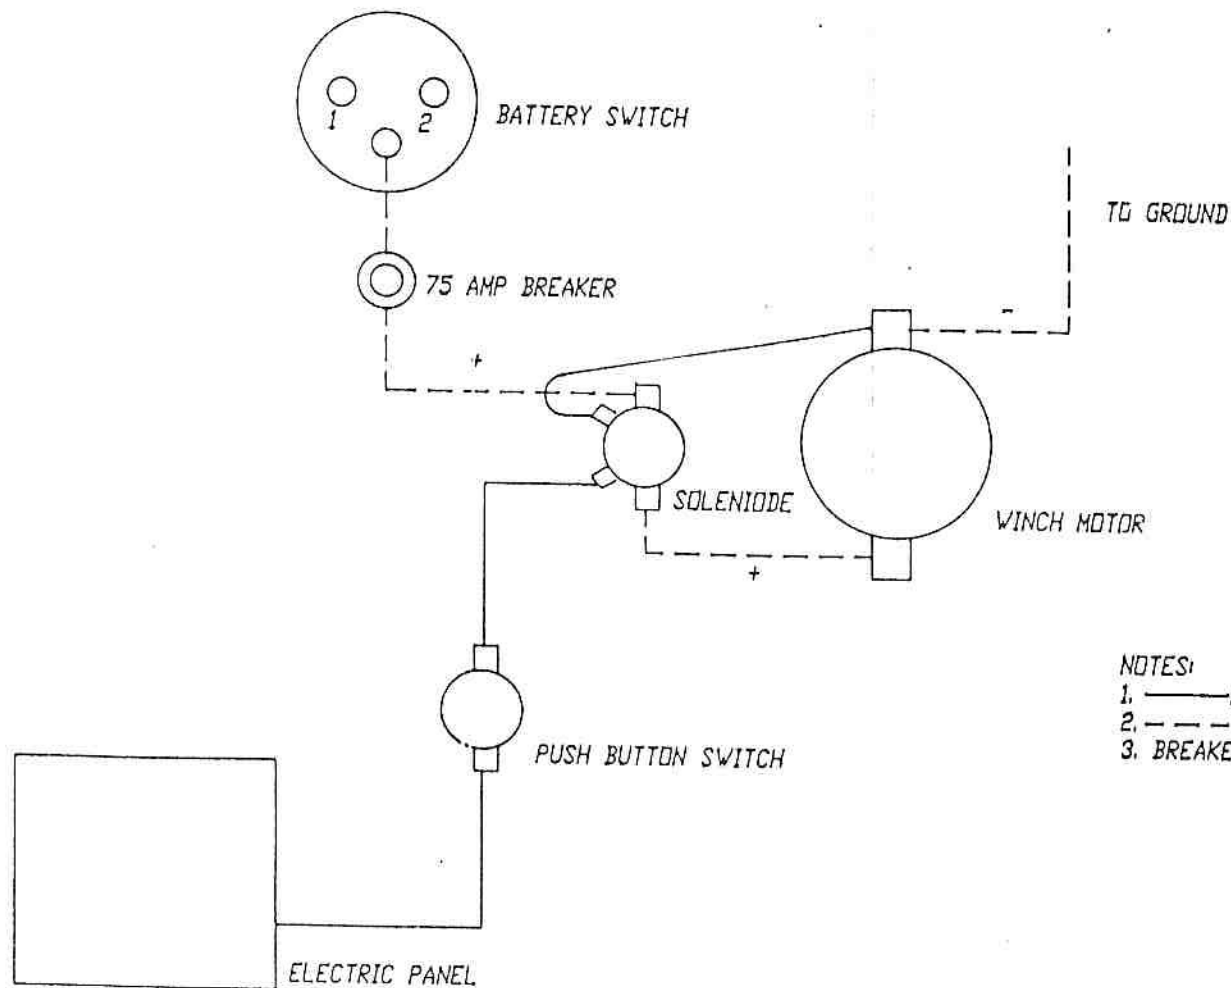 1 2
BATTERY SWITCH
TO GROUND
75 AMP BREAKER
-
+
SOLENIODE
WINCH MOTOR
+
NOTES:
1.
2.
3. BREAKE
PUSH BUTTON SWITCH
ELECTRIC PANEL